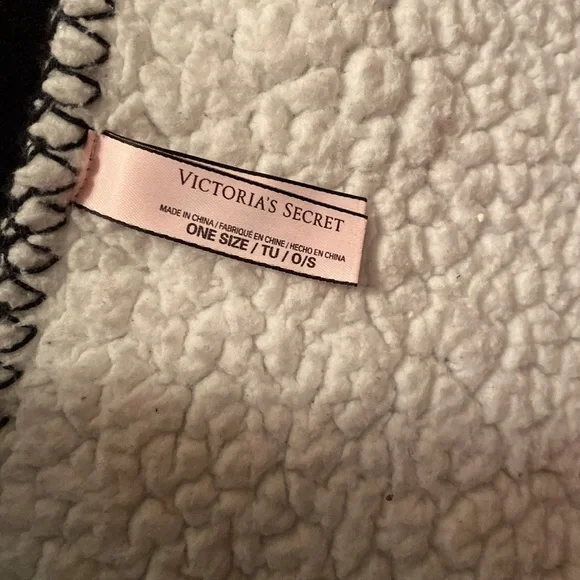 VICTORIA'S SECRET
MADE IN CHINA / FABRIQUÉ EN CHINE / HECHO EN CHINA
ONE SIZE / TU / O/S